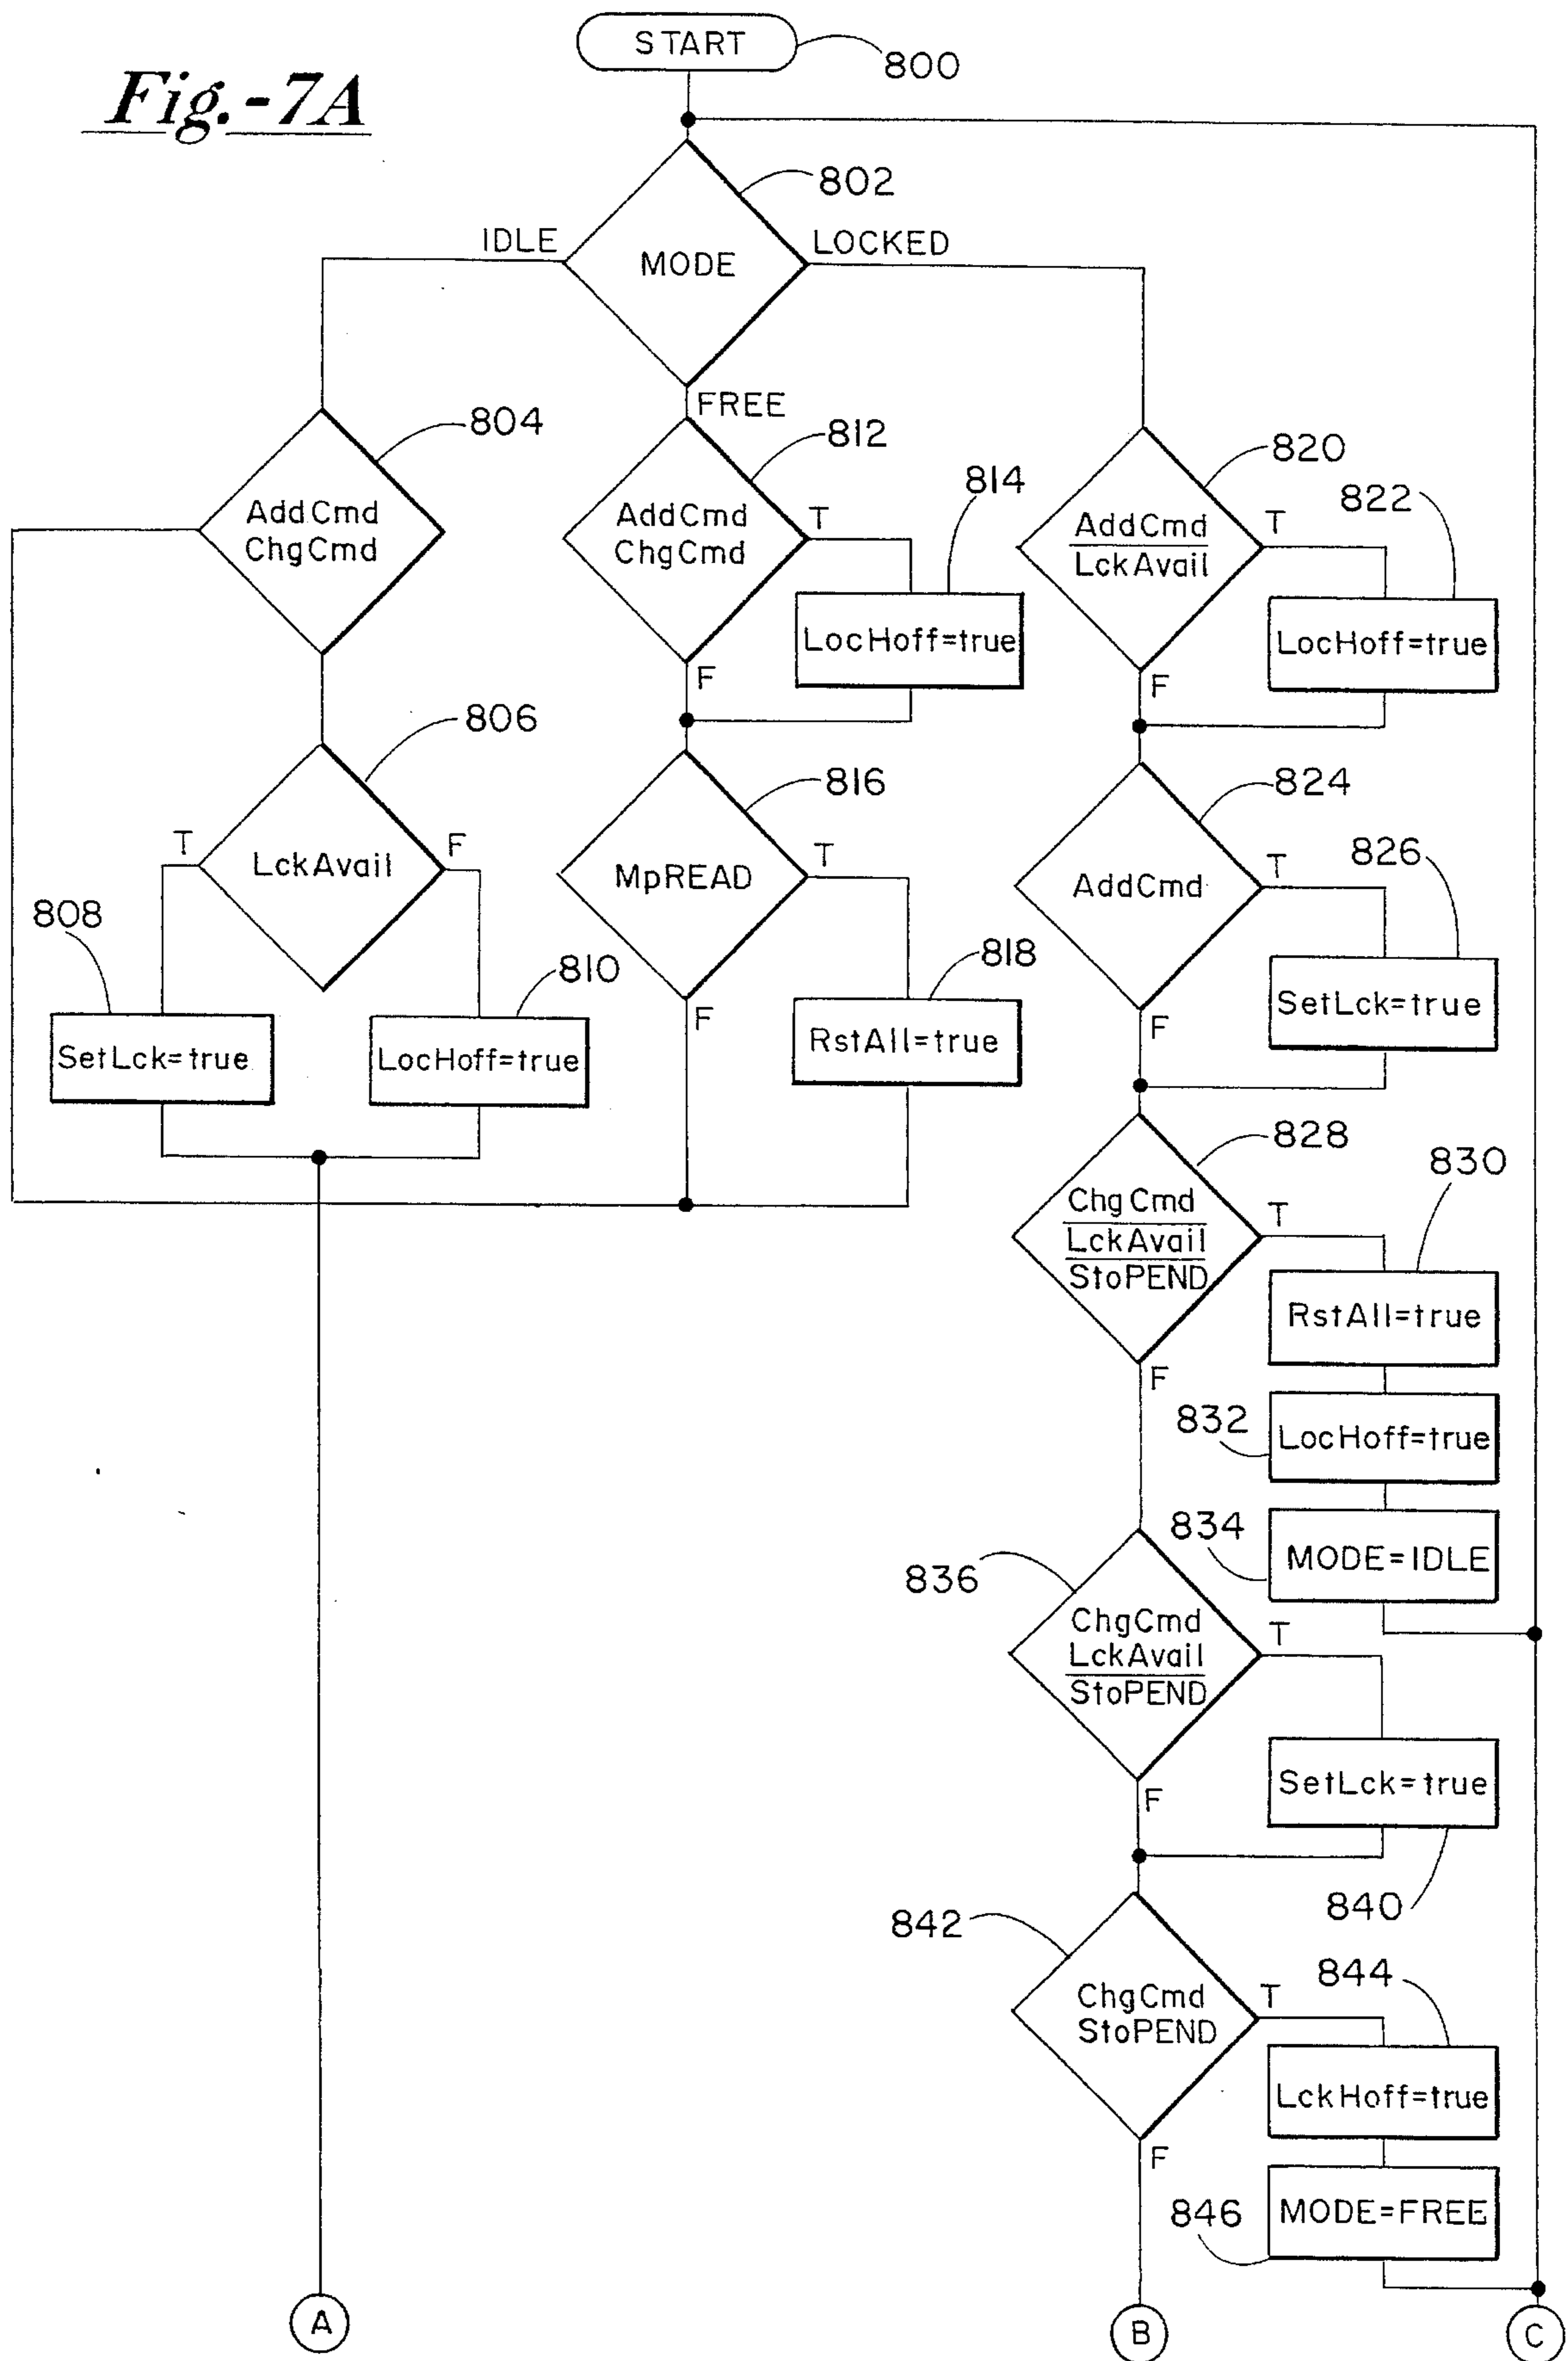 Fig.-7A
START
800
802
IDLE
MODE
LOCKED
FREE
804
AddCmd
ChgCmd
812
AddCmd
ChgCmd
T
F
814
LocHoff=true
820
AddCmd
LckAvail
T
F
822
LocHoff=true
806
LckAvail
T
F
808
SetLck=true
810
LocHoff=true
816
MpREAD
T
F
818
RstAll=true
824
AddCmd
T
F
826
SetLck=true
828
ChgCmd
LckAvail
StoPEND
T
F
830
RstAll=true
832
LocHoff=true
834
MODE=IDLE
836
ChgCmd
LckAvail
StoPEND
T
F
SetLck=true
840
842
ChgCmd
StoPEND
T
F
844
LckHoff=true
846
MODE=FREE
A
B
C